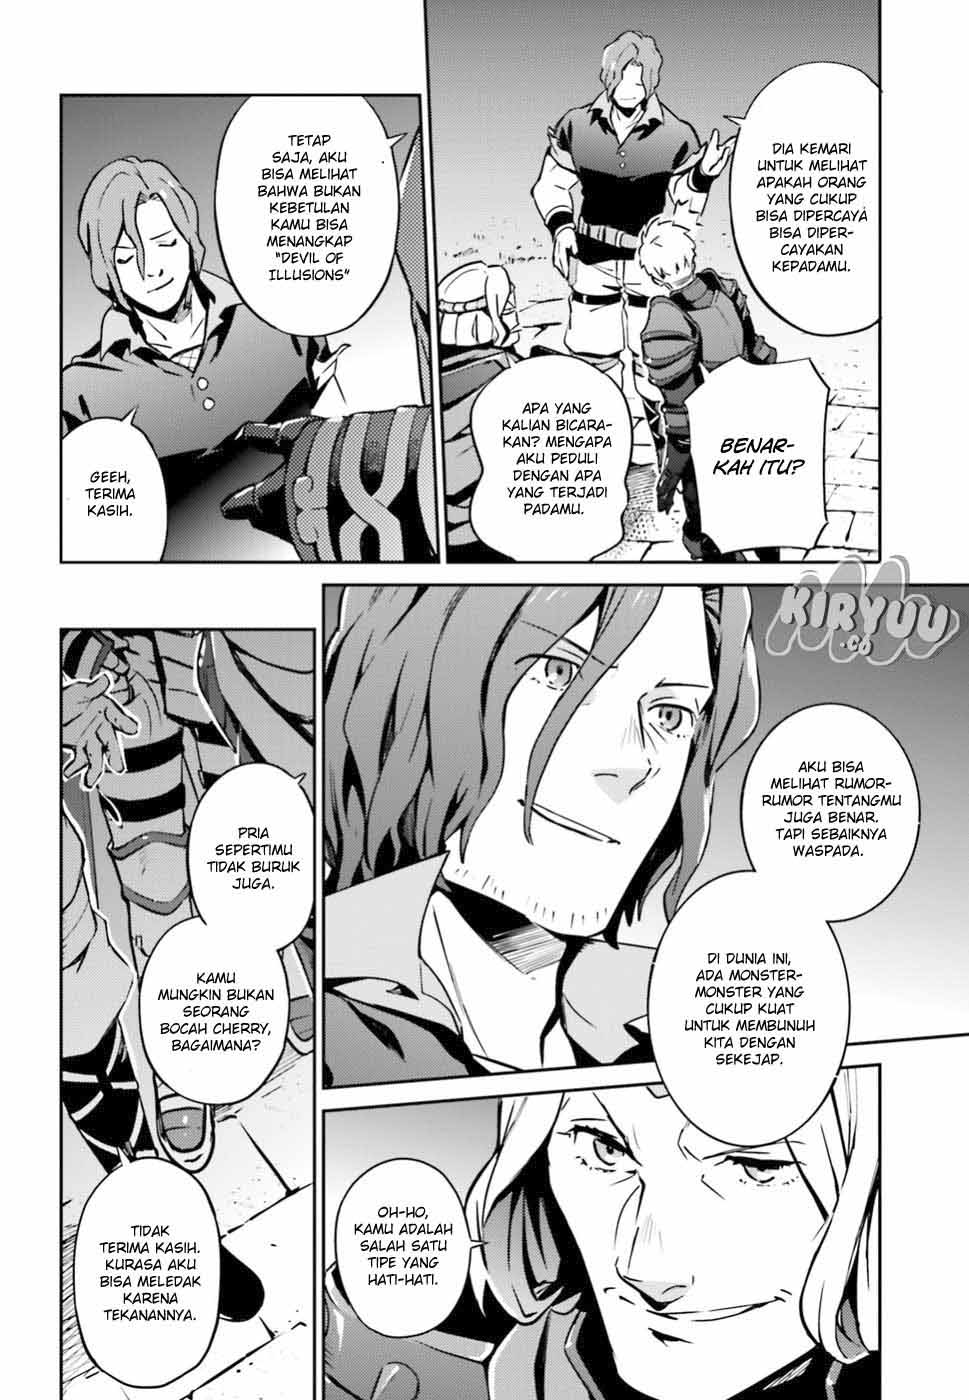 DIA KEMARI
UNTUK MELIHAT
APAKAH ORANG
YANG CUKUP
BISA DIPERCAYA
BISA DIPER-
CAYAKAN
KEPADAMU.
BENAR-
KAH ITU?
APA YANG
KALIAN BICARA-
KAN? MENGAPA
AKU PEDULI
DENGAN APA
YANG TERJADI
PADAMU.
TETAP
SAJA, AKU
BISA MELIHAT
BAHWA BUKAN
KEBETULAN
KAMU BISA
MENANGKAP
"DEVIL OF
ILLUSIONS"
GEEH,
TERIMA
KASIH.
KIRYUU
.CO
AKU BISA
MELIHAT RUMOR-
RUMOR TENTANGMU
JUGA BENAR.
TAPI SEBAIKNYA
WASPADA.
DI DUNIA INI,
ADA MONSTER-
MONSTER YANG
CUKUP KUAT
UNTUK MEMBUNUH
KITA DENGAN
SEKEJAP.
OH-HO,
KAMU ADALAH
SALAH SATU
TIPE YANG
HATI-HATI.
PRIA
SEPERTIMU
TIDAK BURUK
JUGA.
KAMU
MUNGKIN BUKAN
SEORANG
BOCAH CHERRY,
BAGAIMANA?
TIDAK
TERIMA KASIH.
KURASA AKU
BISA MELEDAK
KARENA
TEKANANNYA.